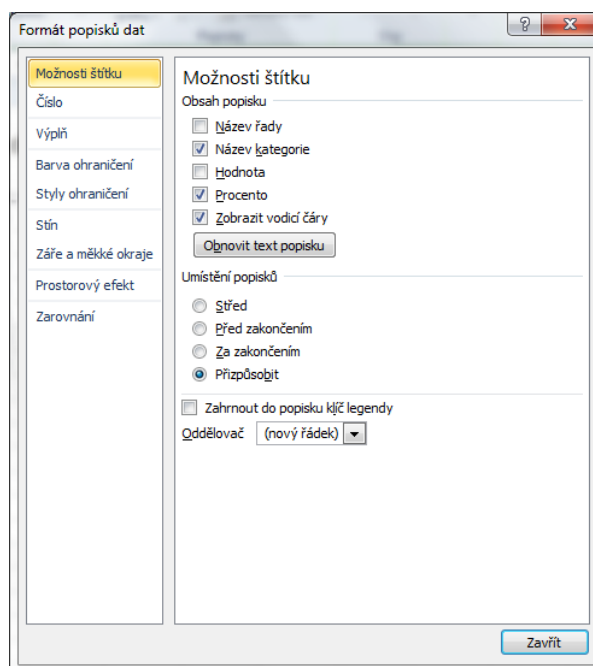 Formát popisků dat
Možnosti štítku
Číslo
Výplň
Barva ohraničení
Styly ohraničení
Stín
Záře a měkké okraje
Prostorový efekt
Zarovnání
Možnosti štítku
Obsah popisku
Název řady
Název kategorie
Hodnota
Procento
Zobrazit vodicí čáry
Obnovit text popisku
Umístění popisků
Střed
Před zakončením
Za zakončením
Přizpůsobit
Zahrnout do popisku klíč legendy
Oddělovač (nový řádek)
Zavřít